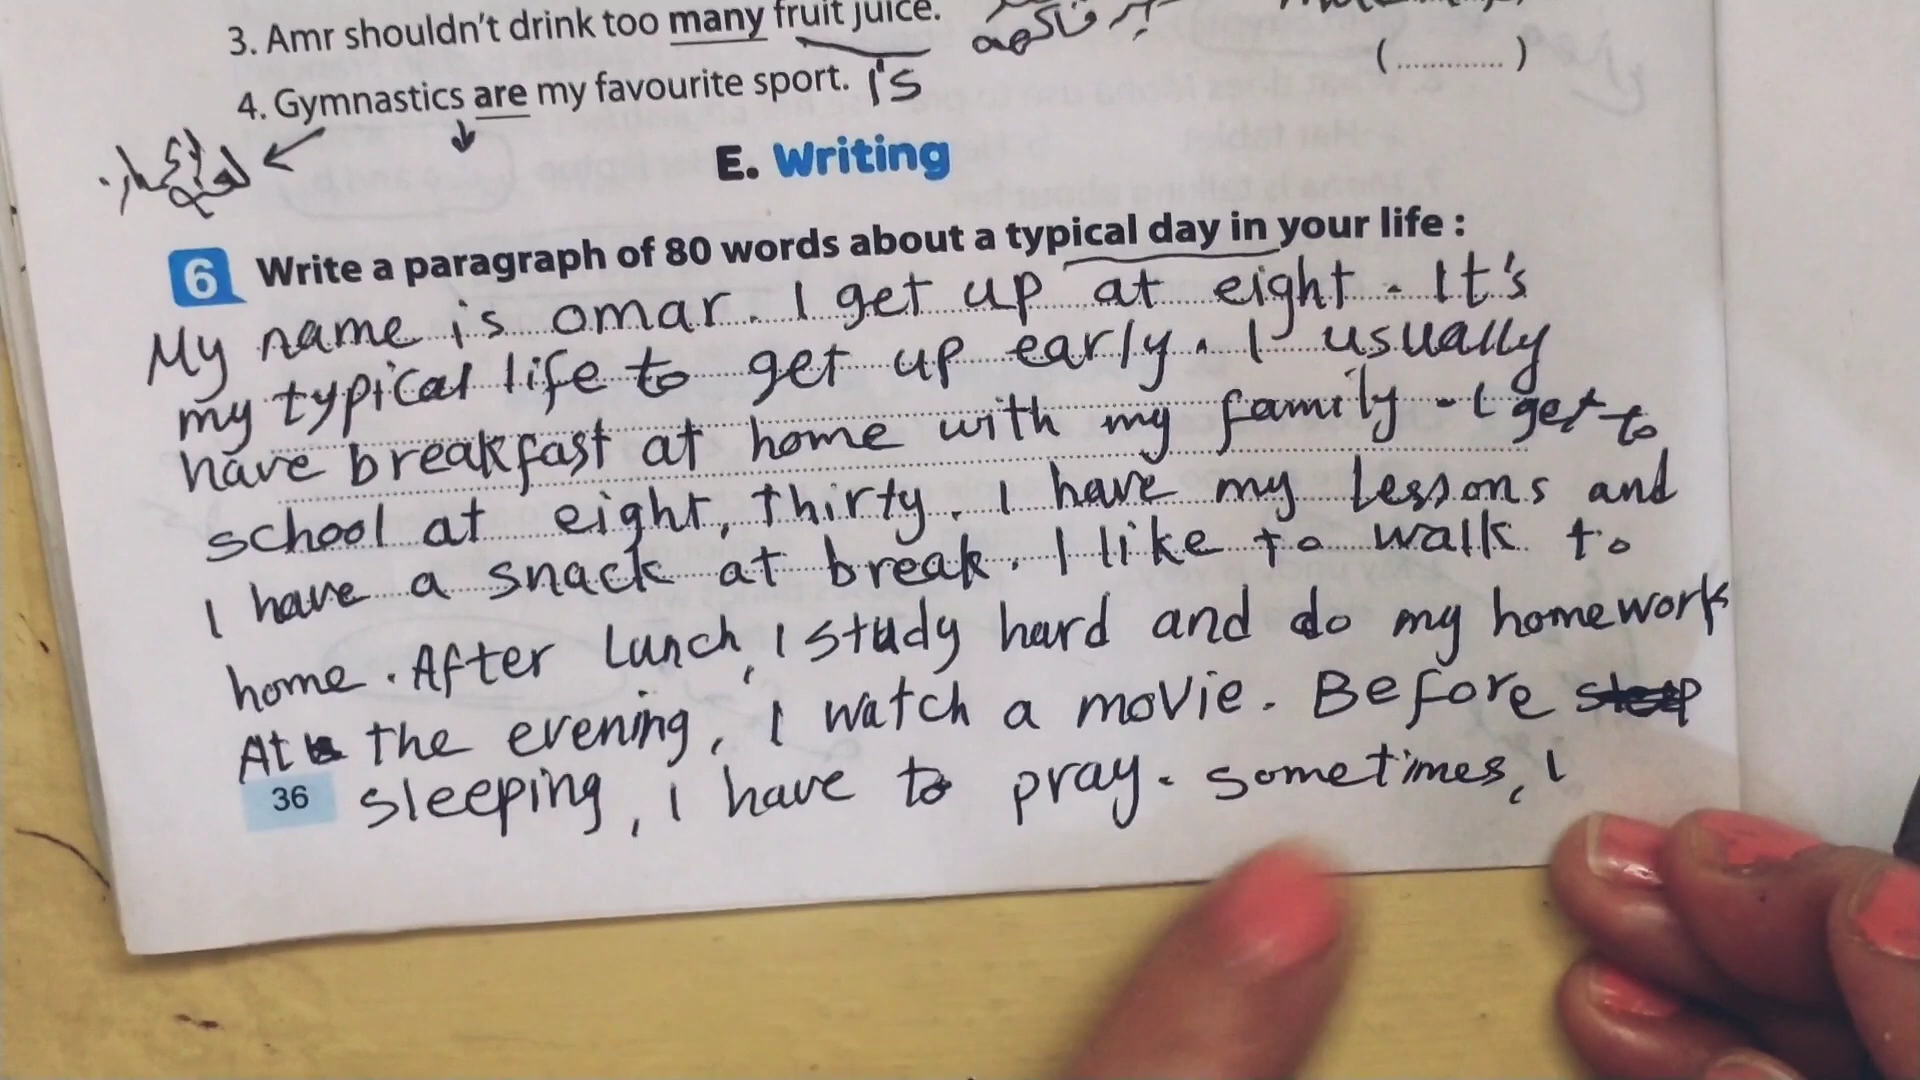 3. Amr shouldn't drink too many fruit juice.
(.............)
4. Gymnastics are my favourite sport. is
E. Writing
6 Write a paragraph of 80 words about a typical day in your life :
My name is omar. I get up at eight. It's
my typical life to get up early. I usually
have breakfast at home with my family - I get to
school at eight, thirty. I have my lessons and
I have a snack at break. I like to walk to
home. After lunch, I study hard and do my homework
At the evening, I watch a movie. Before sleep
36 sleeping, I have to pray. sometimes, I